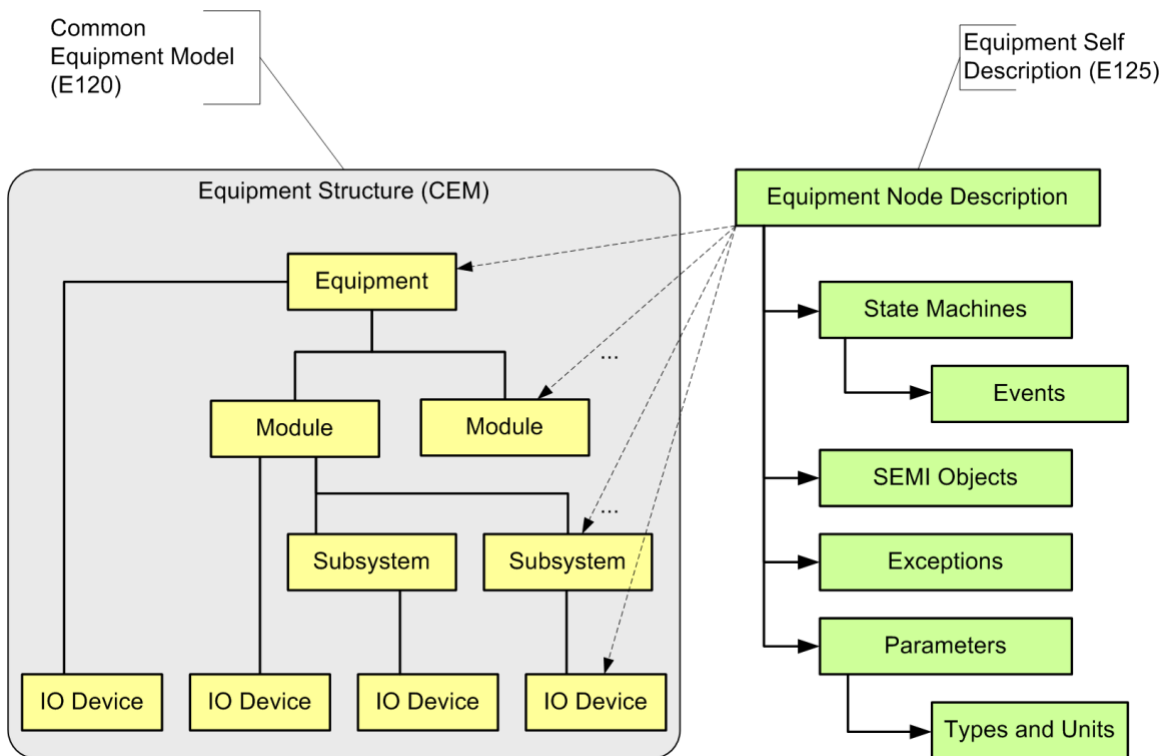 Common
Equipment Model
(E120)
Equipment Self
Description (E125)
Equipment Structure (CEM)
Equipment Node Description
Equipment
State Machines
...
Events
Module
Module
SEMI Objects
...
Subsystem
Subsystem
Exceptions
Parameters
IO Device
IO Device
IO Device
IO Device
Types and Units